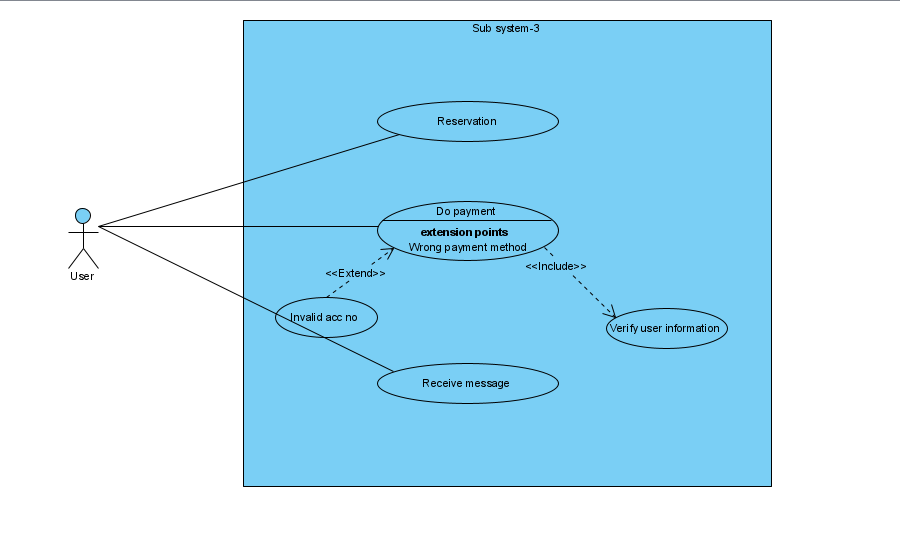 Sub system-3
Reservation
Do payment
extension points
Wrong payment method
<<Extend>>
<<Include>>
User
Invalid acc no
Verify user information
Receive message